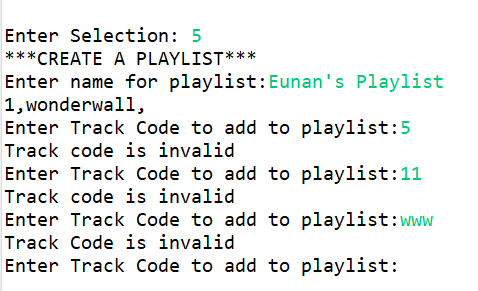 Enter Selection: 5
***CREATE A PLAYLIST***
Enter name for playlist:Eunan's Playlist
1,wonderwall,
Enter Track Code to add to playlist:5
Track code is invalid
Enter Track Code to add to playlist:11
Track code is invalid
Enter Track Code to add to playlist:www
Track Code is invalid
Enter Track Code to add to playlist: